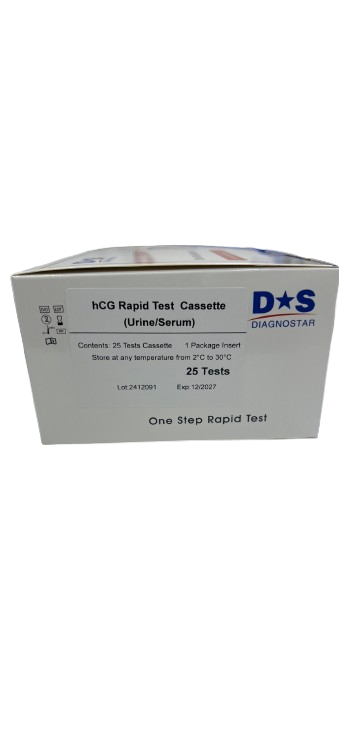 hCG Rapid Test Cassette
(Urine/Serum)
Contents: 25 Tests Cassette 1 Package Insert
Store at any temperature from 2°C to 30°C
25 Tests
Lot:2412091 Exp:12/2027
D★S
DIAGNOSTAR
One Step Rapid Test